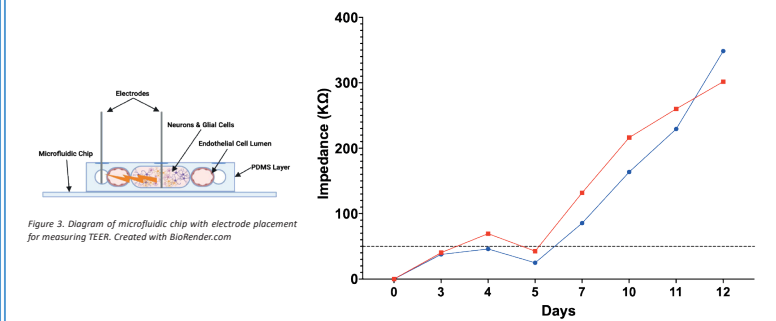 Electrodes
Neurons & Glial Cells
Endothelial Cell Lumen
Microfluidic Chip
PDMS Layer
Figure 3. Diagram of microfluidic chip with electrode placement
for measuring TEER. Created with BioRender.com
Impedance (KΩ)
400
300
200
100
0
0 3 4 5 7 10 11 12
Days